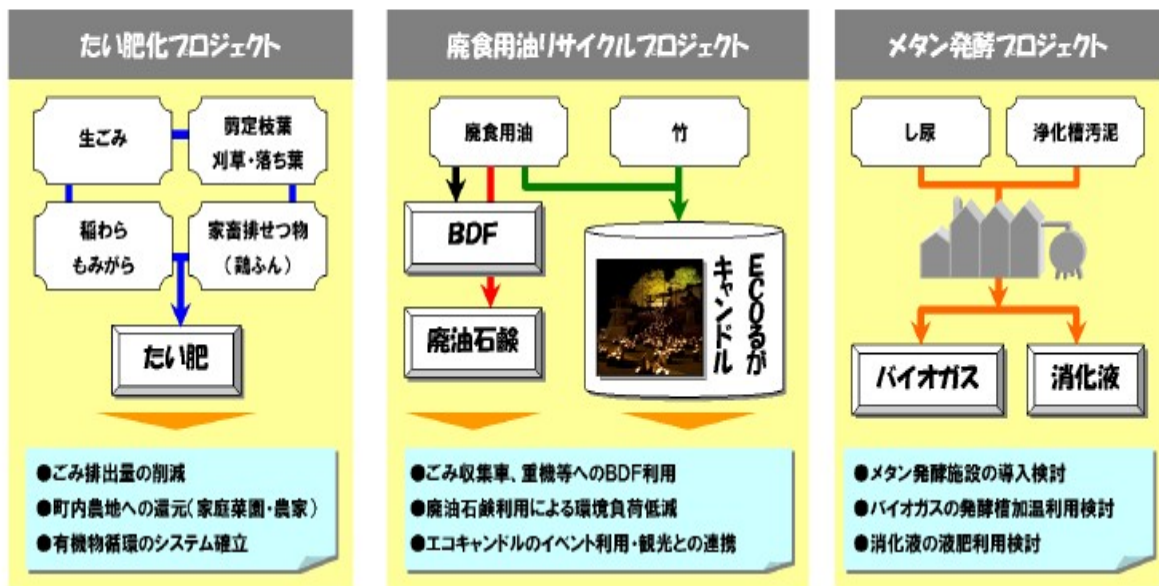 たい肥化プロジェクト
生ごみ
剪定枝葉
刈草・落ち葉
稲わら
もみがら
家畜排せつ物
(鶏ふん)
たい肥
●ごみ排出量の削減
●町内農地への還元(家庭菜園・農家)
●有機物循環のシステム確立
廃食用油リサイクルプロジェクト
廃食用油
竹
BDF
廃油石鹸
ECOるが
キャンドル
●ごみ収集車、重機等へのBDF利用
●廃油石鹸利用による環境負荷低減
●エコキャンドルのイベント利用・観光との連携
メタン発酵プロジェクト
し尿
浄化槽汚泥
バイオガス
消化液
●メタン発酵施設の導入検討
●バイオガスの発酵槽加温利用検討
●消化液の液肥利用検討